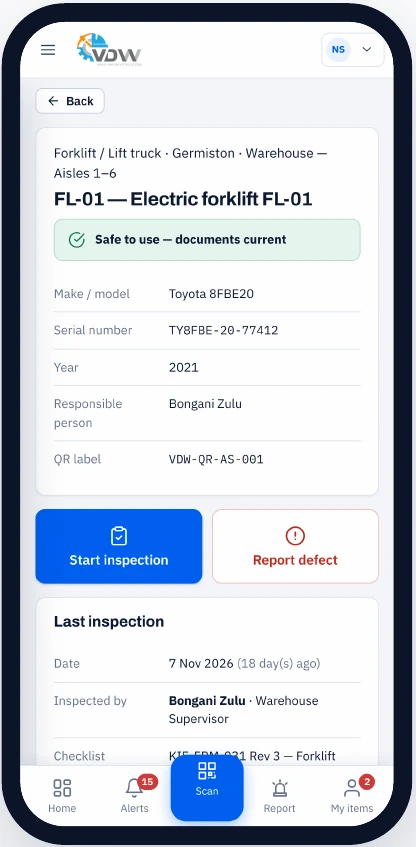 VDW
NS
Back
Forklift / Lift truck · Germiston · Warehouse —
Aisles 1–6
FL-01 — Electric forklift FL-01
Safe to use — documents current
Make / model Toyota 8FBE20
Serial number TY8FBE-20-77412
Year 2021
Responsible person Bongani Zulu
QR label VDW-QR-AS-001
Start inspection
Report defect
Last inspection
Date 7 Nov 2026 (18 day(s) ago)
Inspected by Bongani Zulu · Warehouse
Supervisor
Checklist Rev 3 — Forklift
15
2
Home
Alerts
Scan
Report
My items